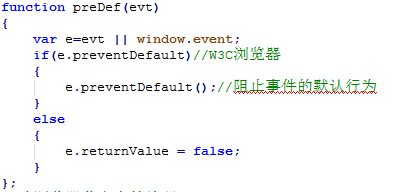 function preDef(evt)
{
var e=evt || window.event;
if(e.preventDefault)//W3C浏览器
{
e.preventDefault();//阻止事件的默认行为
}
else
{
e.returnValue = false;
}
};